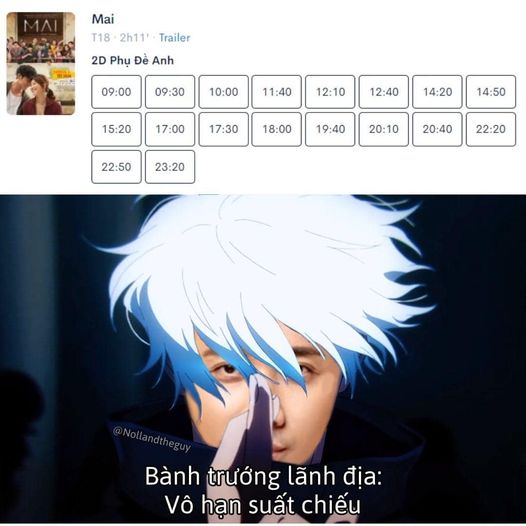 MAI
Mai
T18 · 2h11' · Trailer
2D Phụ Đề Anh
09:00 09:30 10:00 11:40 12:10 12:40 14:20 14:50
15:20 17:00 17:30 18:00 19:40 20:10 20:40 22:20
22:50 23:20
@Nollandtheguy
Bành trướng lãnh địa:
Vô hạn suất chiếu